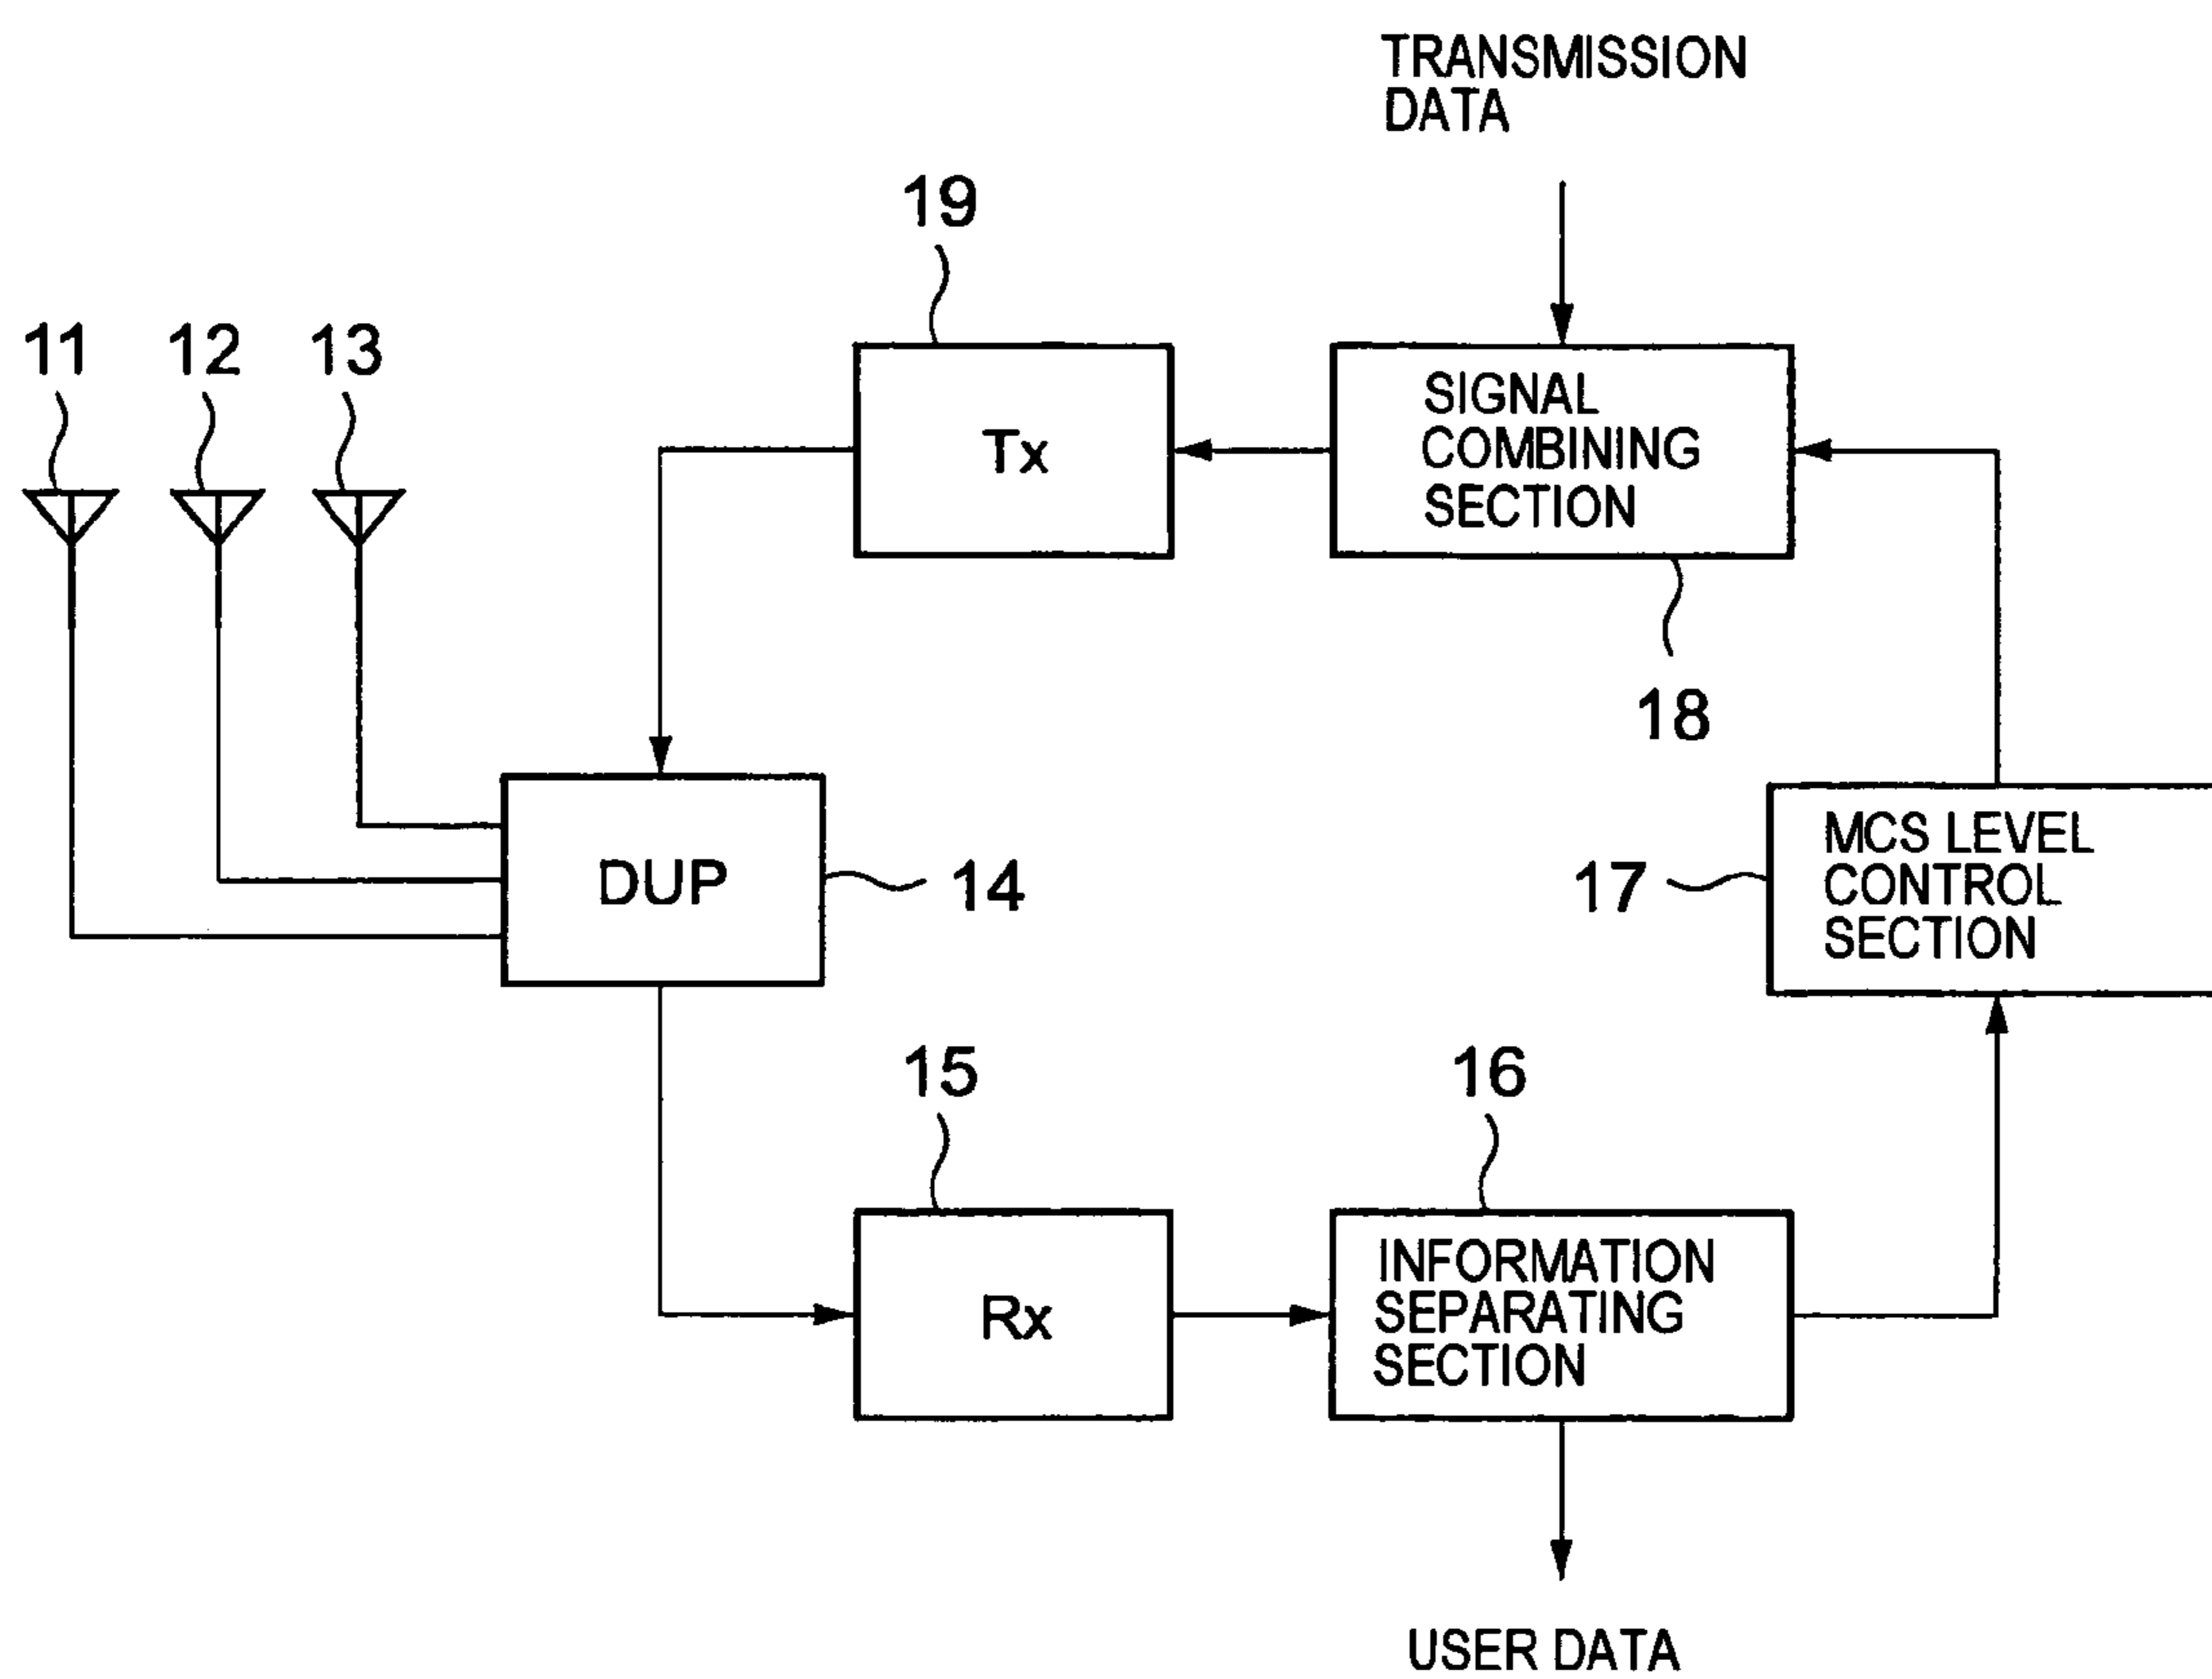 TRANSMISSION
DATA
19
11 12 13
Tx
SIGNAL
COMBINING
SECTION
18
DUP
14
17
MCS LEVEL
CONTROL
SECTION
15
16
Rx
INFORMATION
SEPARATING
SECTION
USER DATA